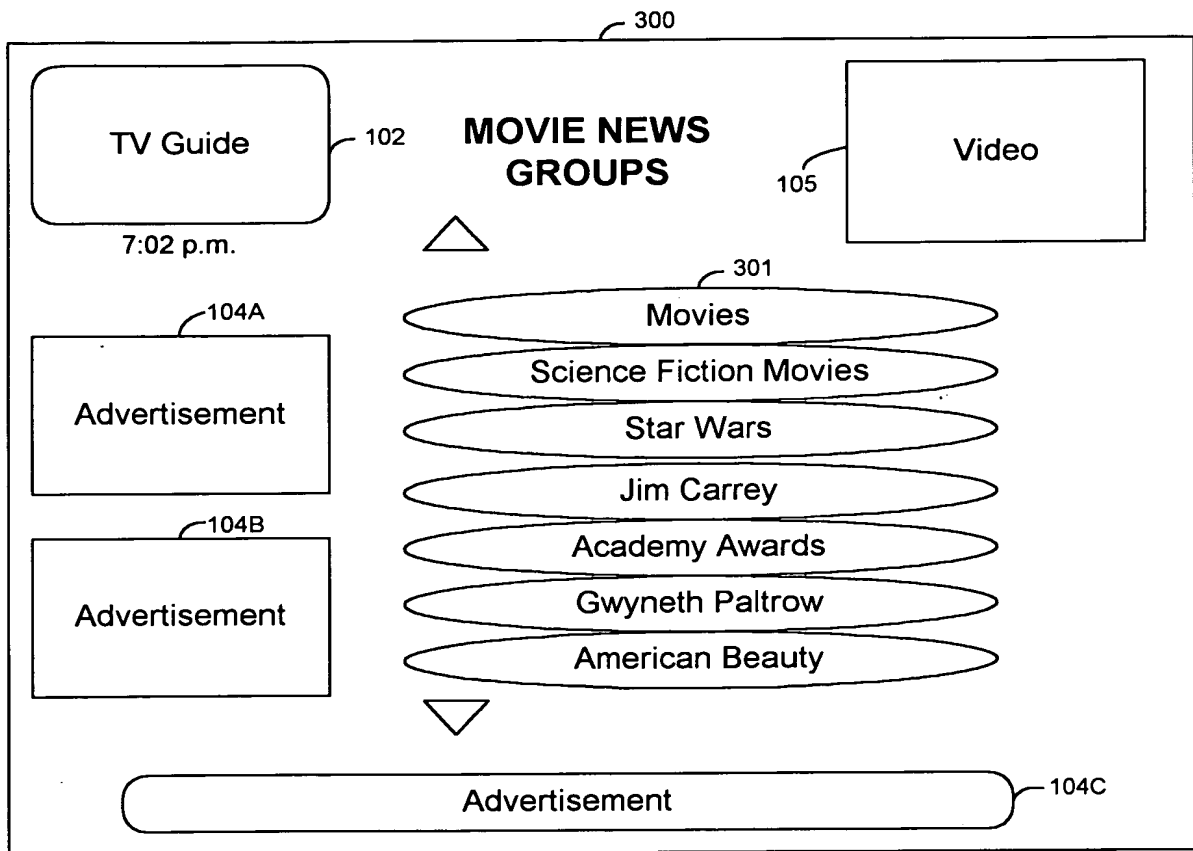 300
TV Guide
102
MOVIE NEWS
GROUPS
105
Video
7:02 p.m.
301
104A
Advertisement
Movies
Science Fiction Movies
Star Wars
Jim Carrey
Academy Awards
Gwyneth Paltrow
American Beauty
104B
Advertisement
Advertisement
104C